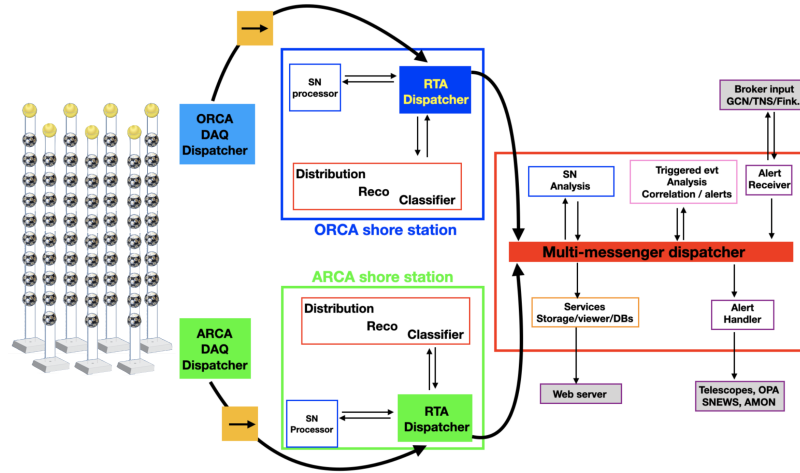 ORCA
DAQ
Dispatcher
SN
processor
RTA
Dispatcher
Distribution
Reco
Classifier
ORCA shore station
ARCA shore station
Distribution
Reco
Classifier
ARCA
DAQ
Dispatcher
SN
Processor
RTA
Dispatcher
Broker input
GCN/TNS/Fink.
SN
Analysis
Triggered evt
Analysis
Correlation / alerts
Alert
Receiver
Multi-messenger dispatcher
Services
Storage/viewer/DBs
Alert
Handler
Web server
Telescopes, OPA
SNEWS, AMON